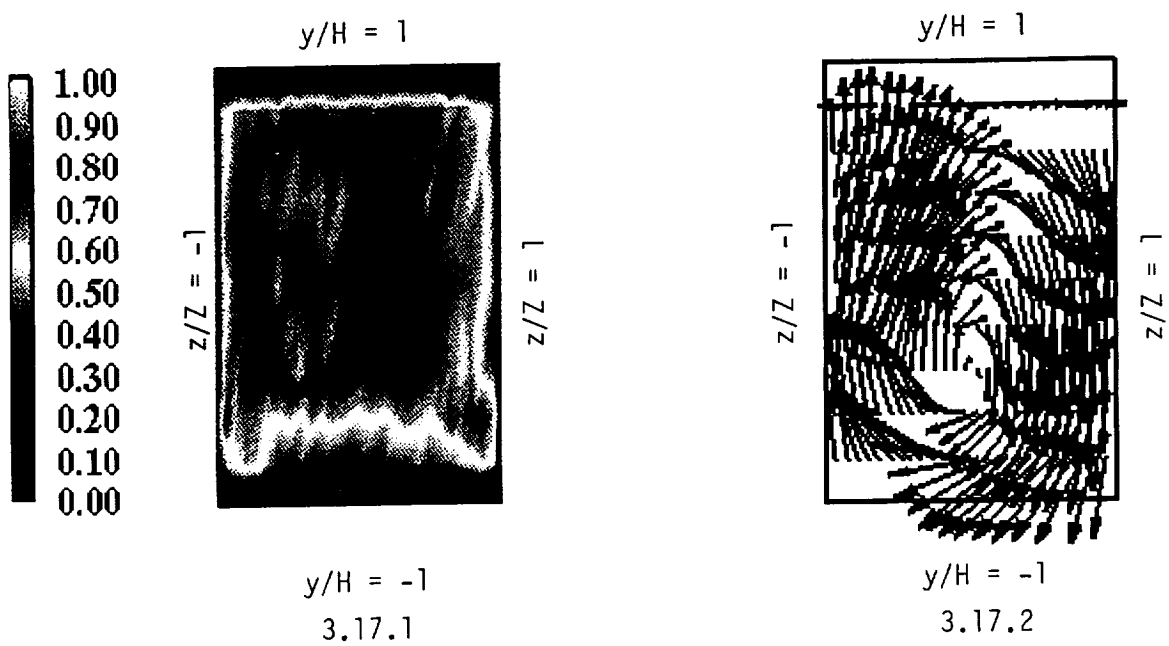 y/H = 1
1.00
0.90
0.80
0.70
0.60
0.50
0.40
0.30
0.20
0.10
0.00
z/Z = -1
z/Z = 1
y/H = -1
3.17.1
y/H = 1
z/Z = -1
z/Z = 1
y/H = -1
3.17.2